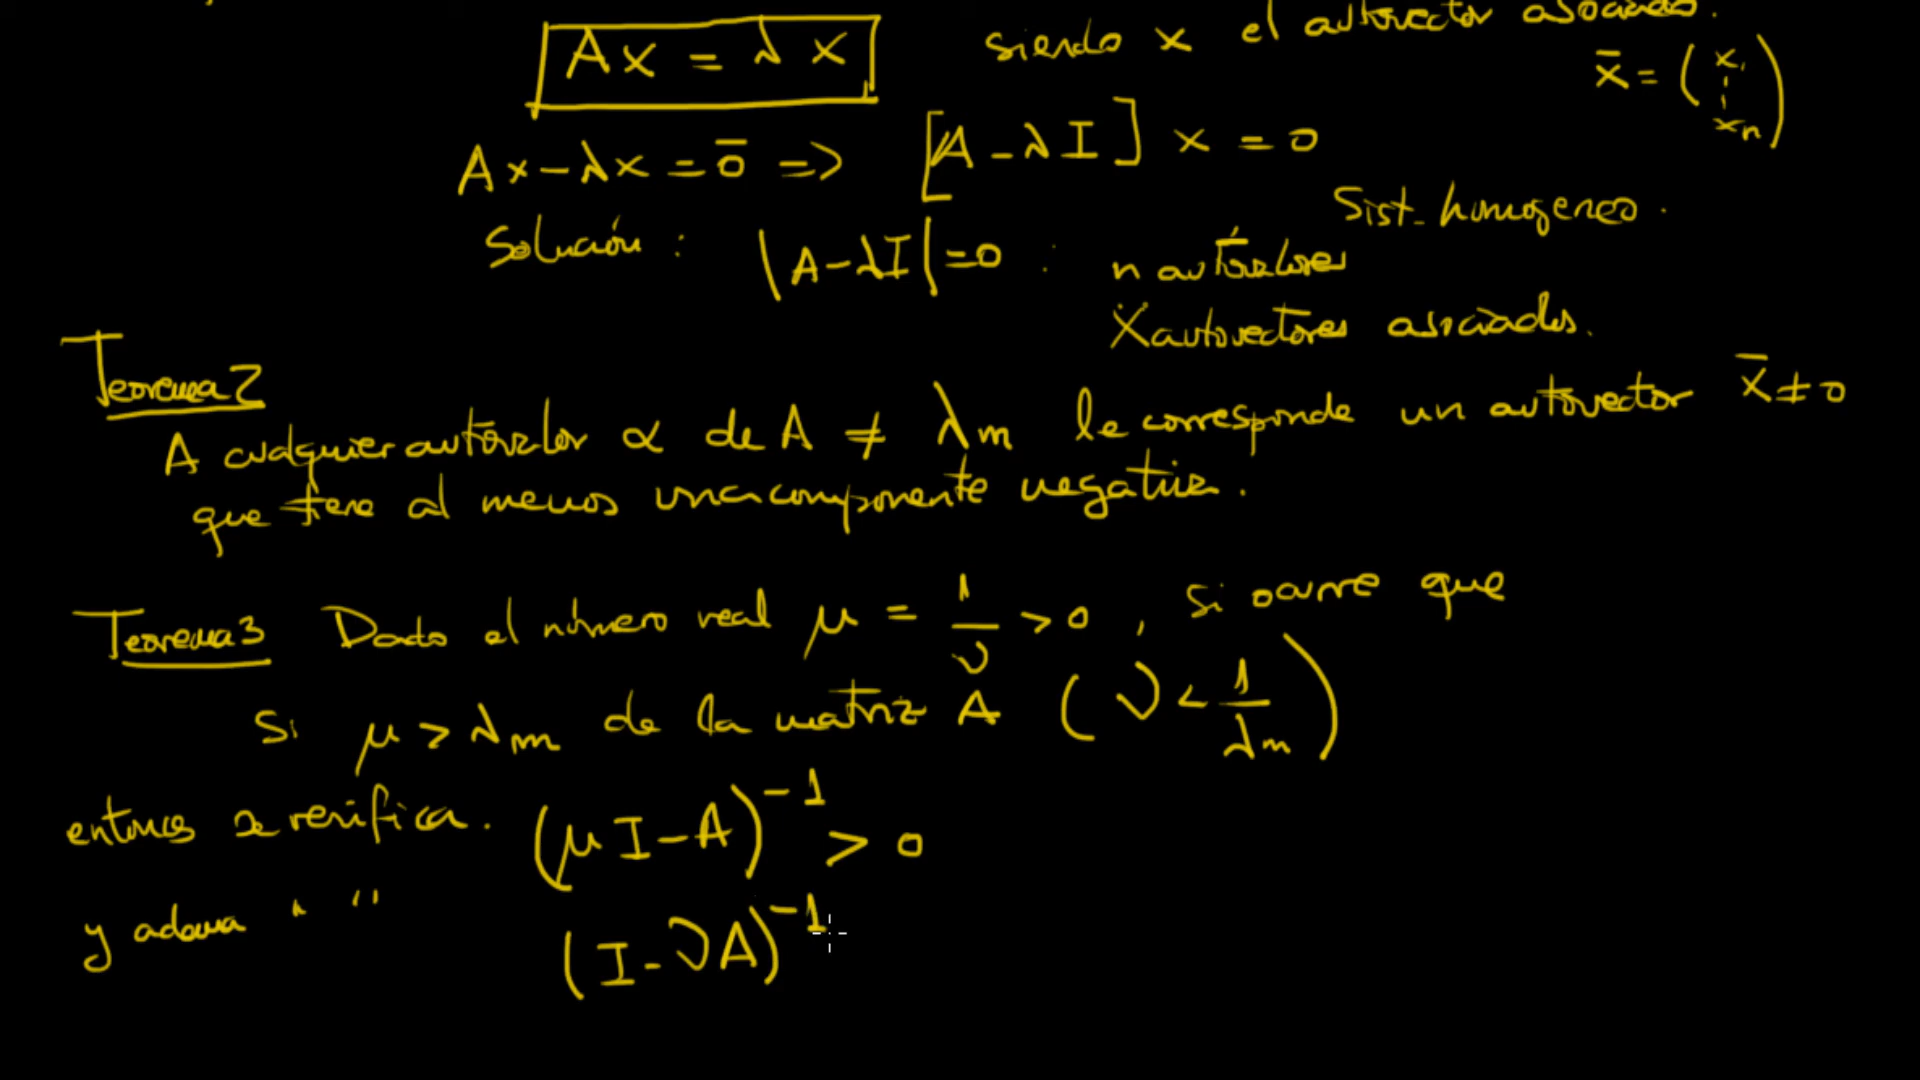 siendo x el autovector asociado.
Ax = λx
x̄ = (x₁ ⋮ xn)
Ax - λx = 0̄ => [A - λI] x = 0
Sist. homogeneo.
Solución : |A - λI| = 0 : n autovalores
X autovectores asociados.
Teorema 2
A cualquier autovalor α de A ≠ λm le corresponde un autovector x̄ ≠ 0
que tiene al menos una componente negativa.
Teorema 3 Dado el número real μ = 1/ν > 0 , si ocurre que
Si μ > λm de la matriz A (ν < 1/λm)
entonces se verifica. (μI - A)⁻¹ > 0
y ademas " "
(I - νA)⁻¹